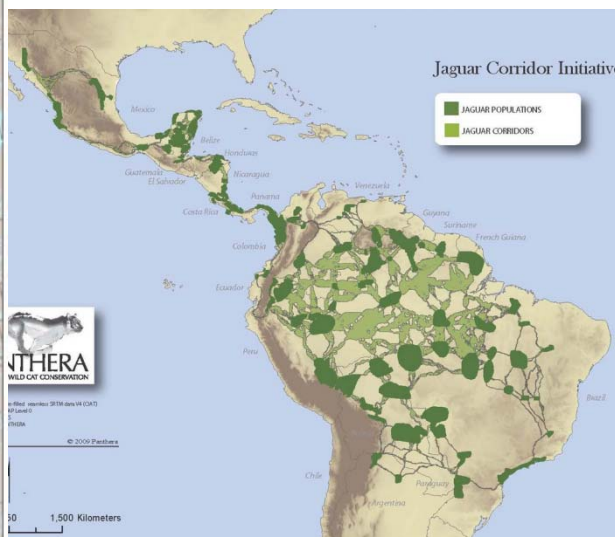 Jaguar Corridor Initiative
JAGUAR POPULATIONS
JAGUAR CORRIDORS
Mexico
Belize
Honduras
Guatemala
El Salvador
Nicaragua
Costa Rica
Panama
Venezuela
Guyana
Suriname
French Guiana
Colombia
Ecuador
Peru
Brazil
Chile
Paraguay
Argentina
NTHERA
WILD CAT CONSERVATION
© 2009 Panthera
1,500 Kilometers